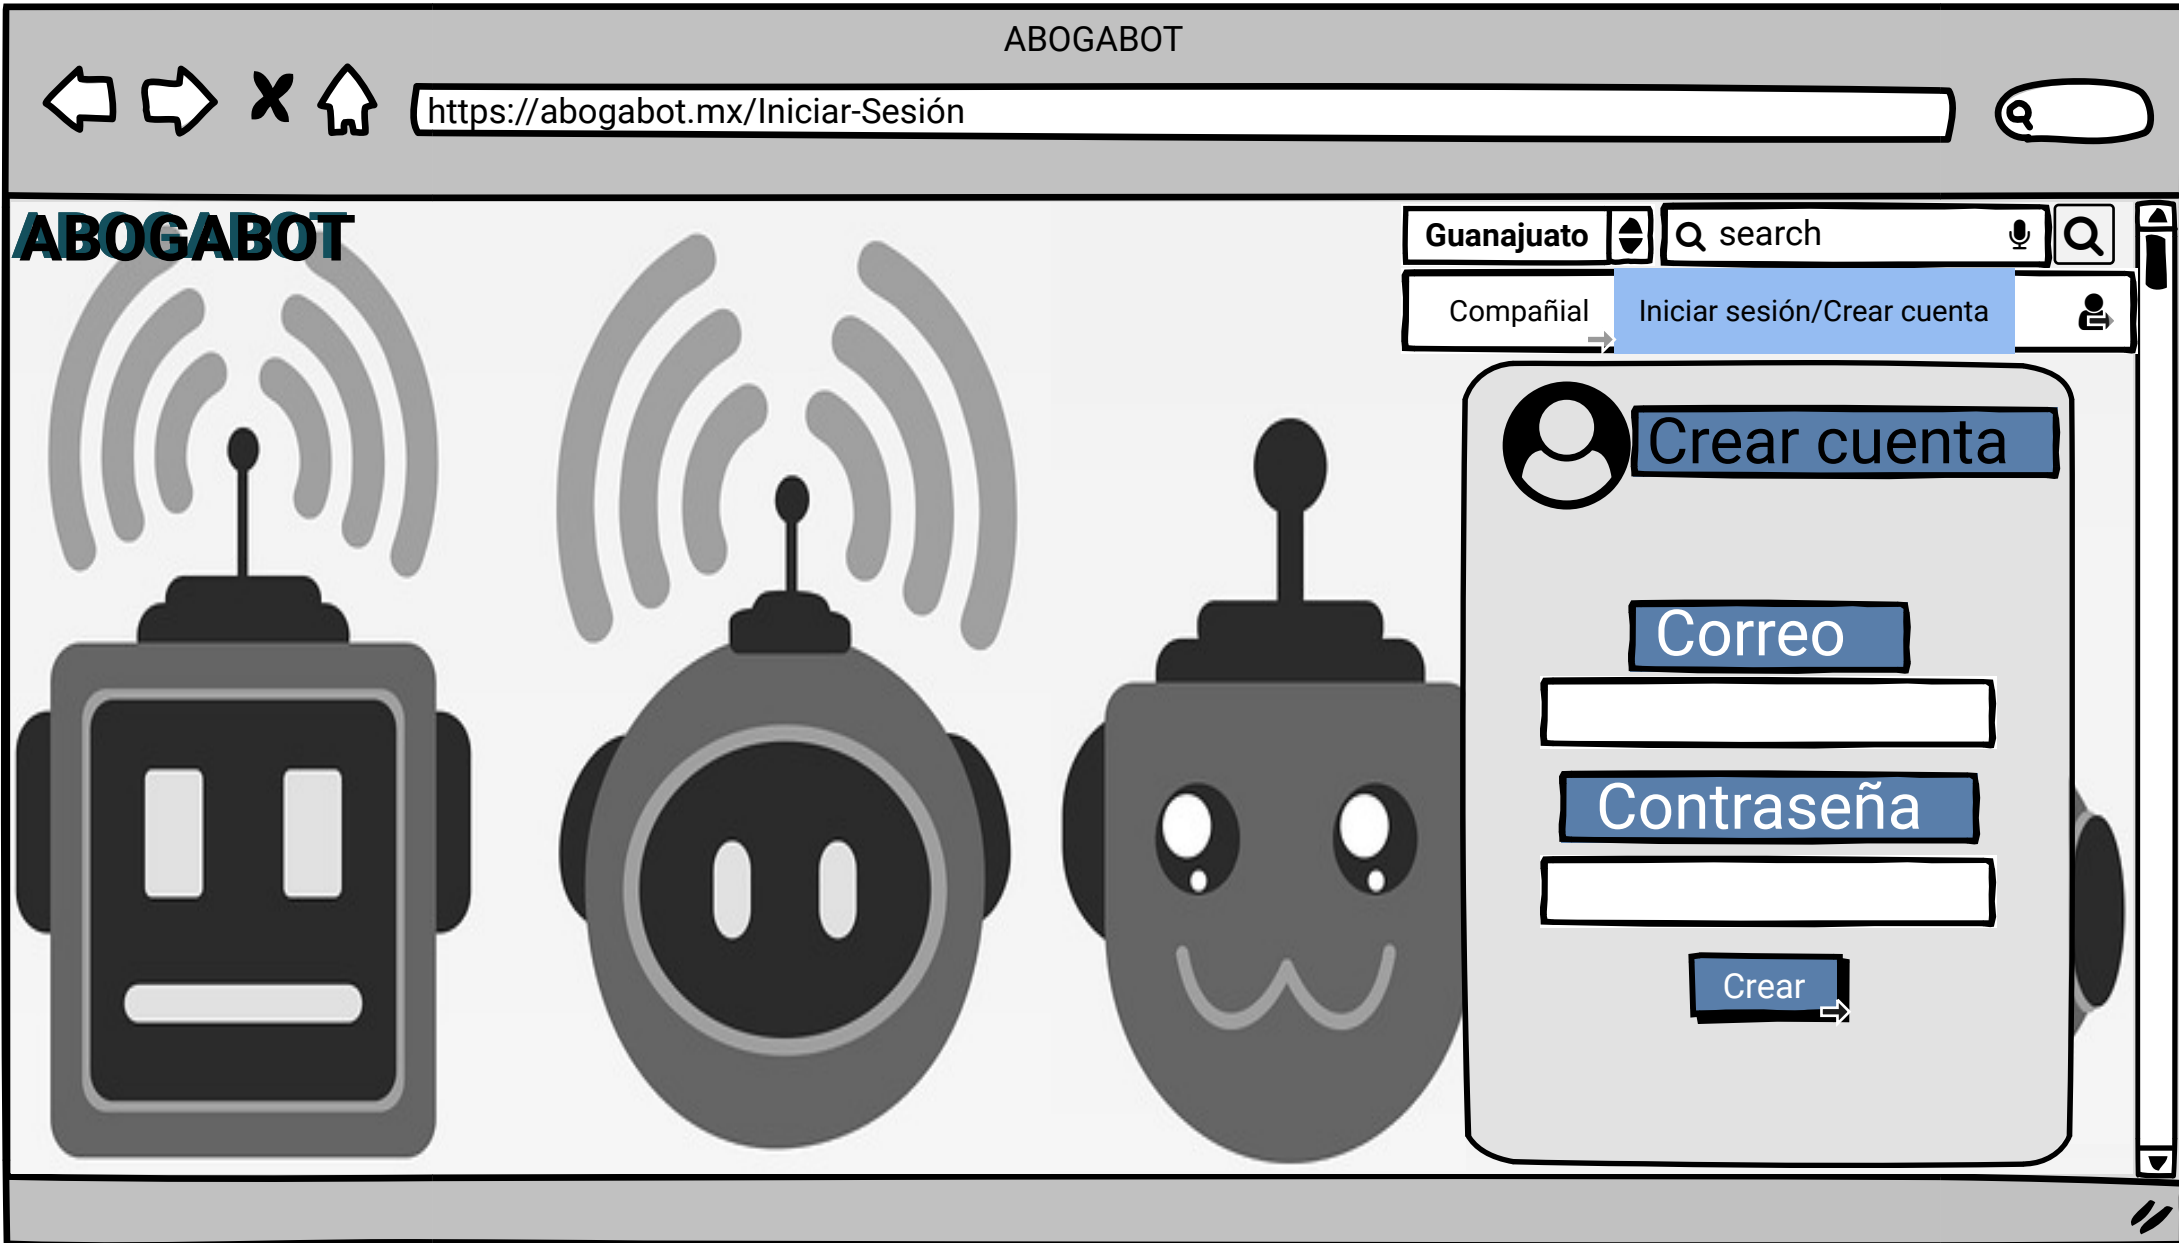 ABOGABOT
https://abogabot.mx/Iniciar-Sesión
ABOGABOT
Guanajuato
search
Compañial
Iniciar sesión/Crear cuenta
Crear cuenta
Correo
Contraseña
Crear